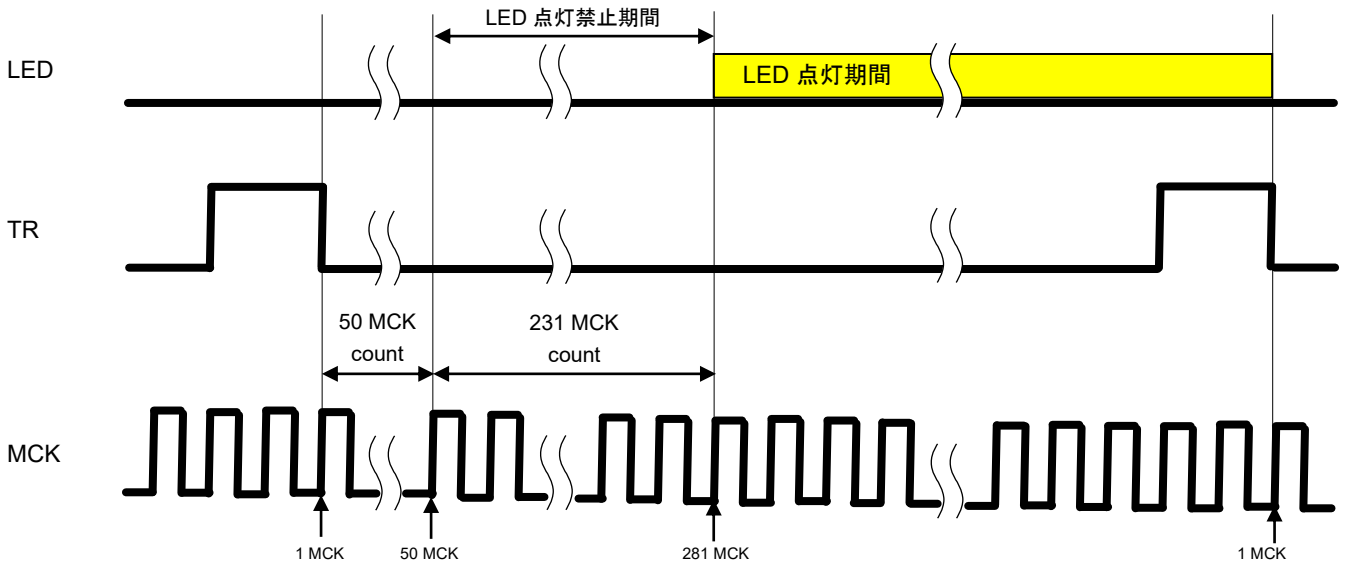 LED 点灯禁止期間
LED
LED 点灯期間
TR
50 MCK
count
231 MCK
count
MCK
1 MCK
50 MCK
281 MCK
1 MCK